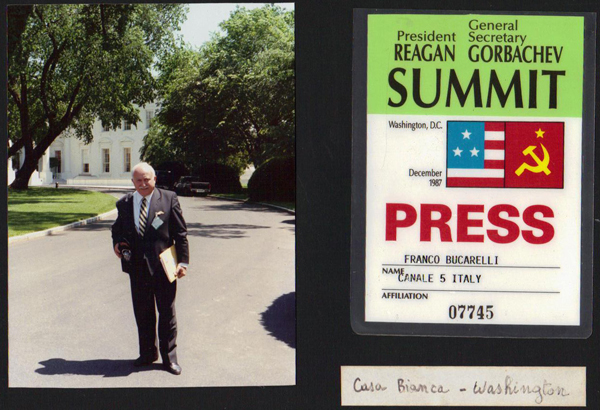 President General Secretary
REAGAN GORBACHEV
SUMMIT
Washington, D.C.
December
1987
PRESS
FRANCO BUCARELLI
NAME
CANALE 5 ITALY
AFFILIATION
07745
Casa Bianca - Washington